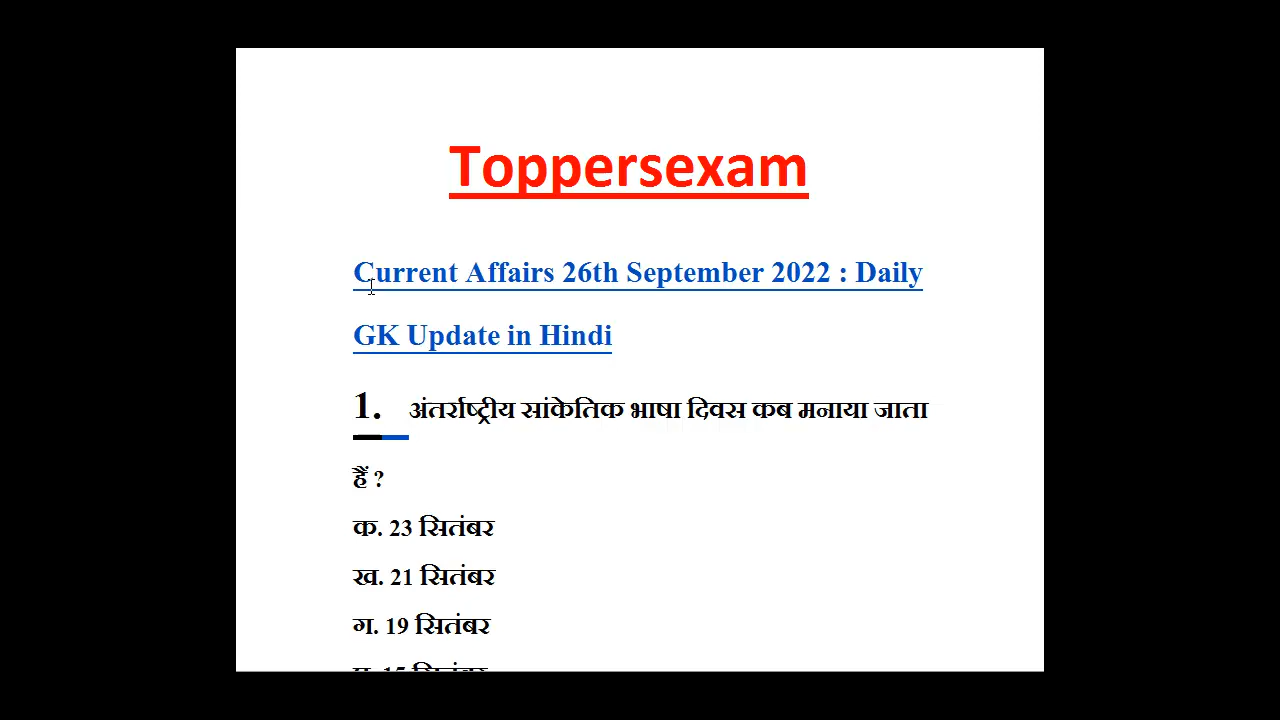 Toppersexam
Current Affairs 26th September 2022 : Daily
GK Update in Hindi
1. अंतर्राष्ट्रीय सांकेतिक भाषा दिवस कब मनाया जाता
हैं ?
क. 23 सितंबर
ख. 21 सितंबर
ग. 19 सितंबर